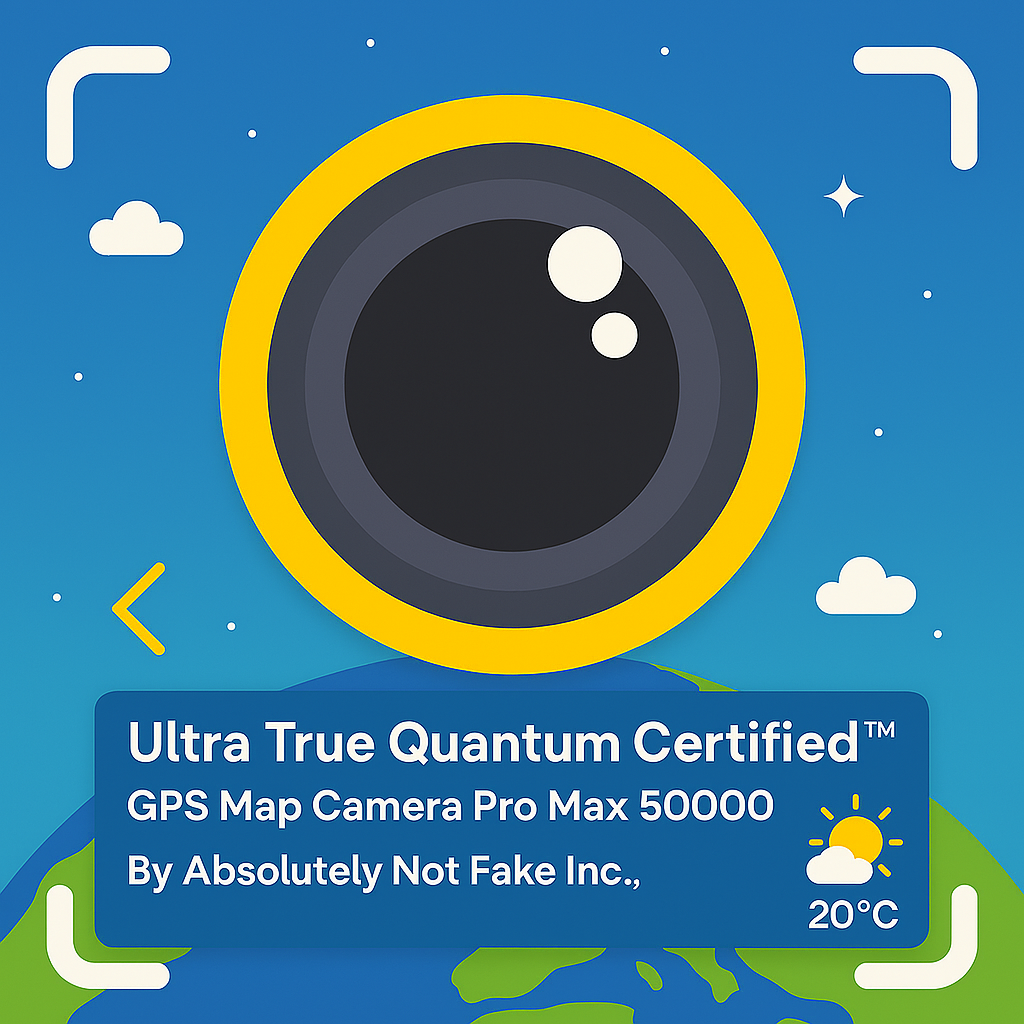 Ultra True Quantum Certified™
GPS Map Camera Pro Max 50000
By Absolutely Not Fake Inc.,
20°C